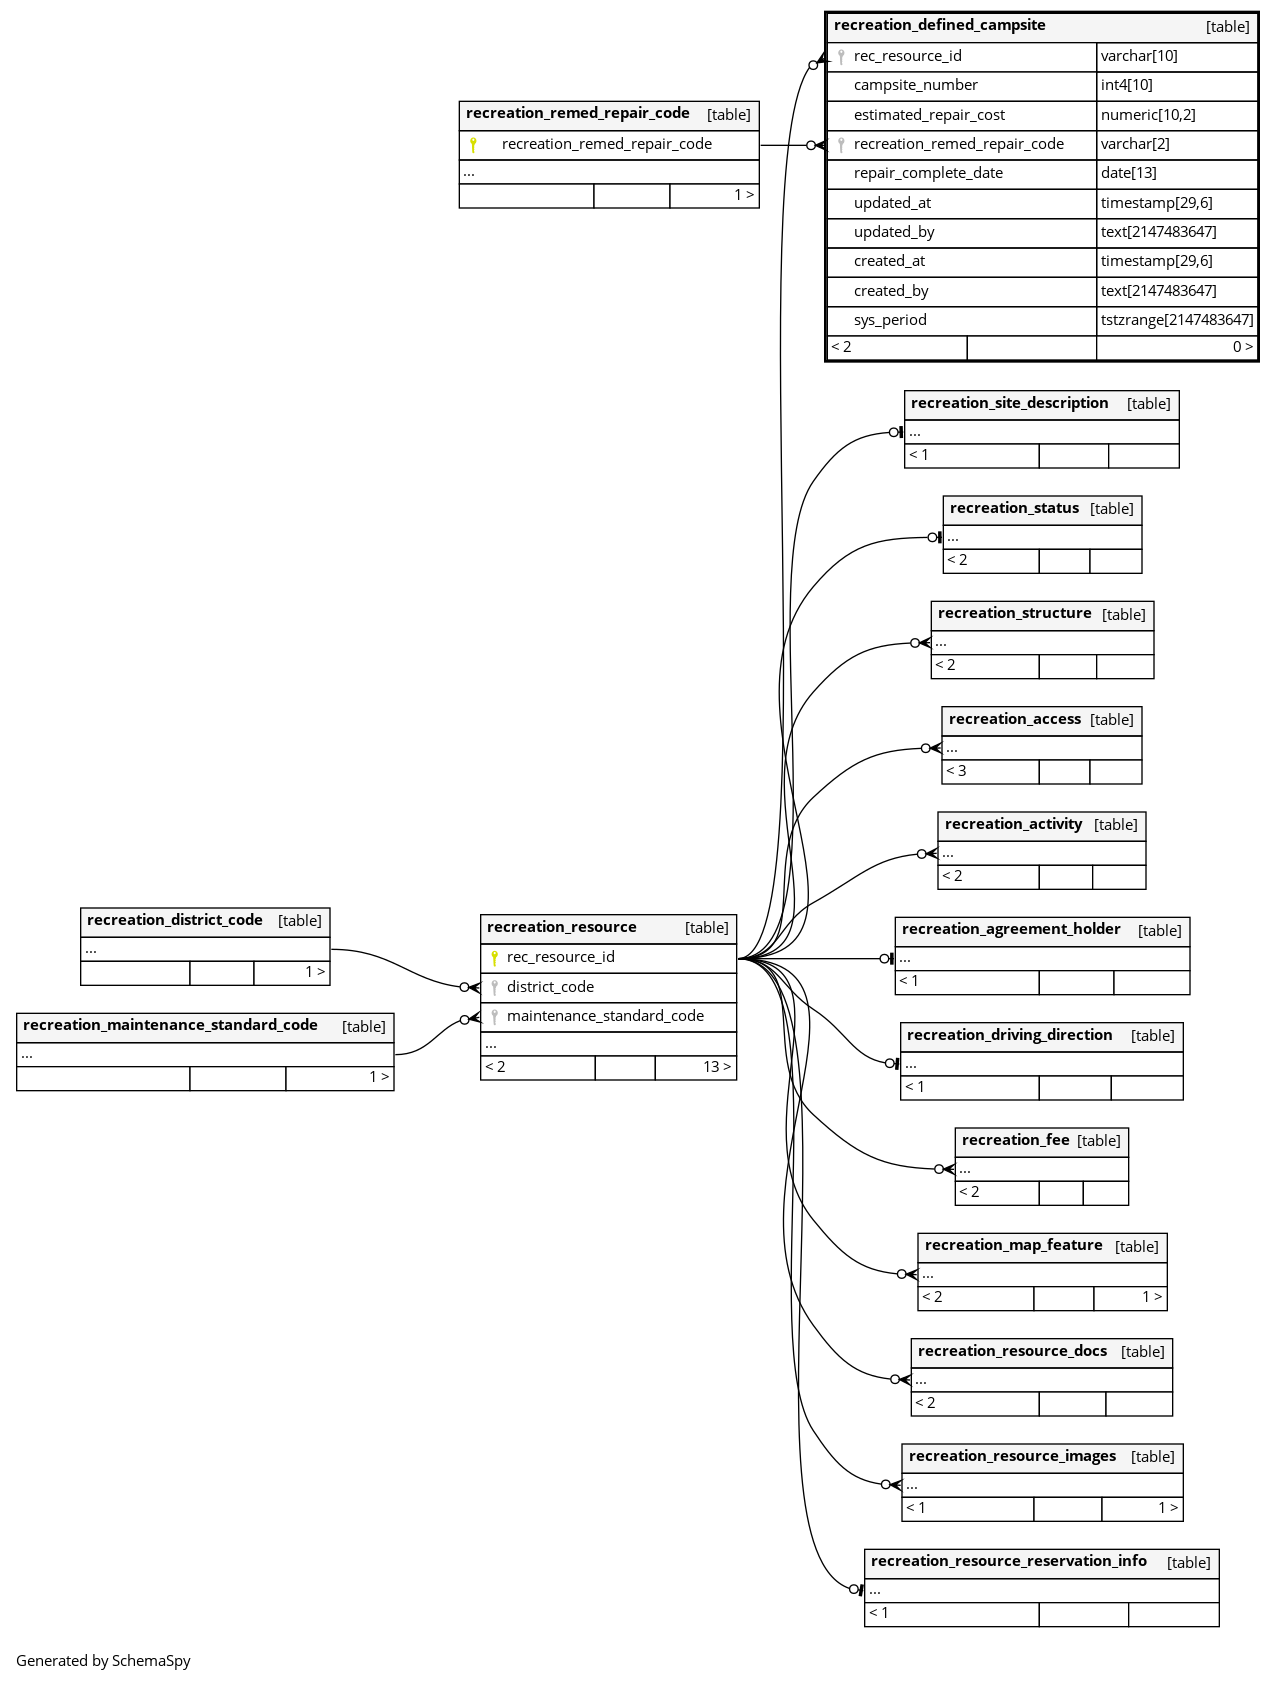 recreation_defined_campsite [table]
rec_resource_id varchar[10]
campsite_number int4[10]
estimated_repair_cost numeric[10,2]
recreation_remed_repair_code varchar[2]
repair_complete_date date[13]
updated_at timestamp[29,6]
updated_by text[2147483647]
created_at timestamp[29,6]
created_by text[2147483647]
sys_period tstzrange[2147483647]
< 2 0 >
recreation_remed_repair_code [table]
recreation_remed_repair_code
...
1 >
recreation_site_description [table]
...
< 1
recreation_status [table]
...
< 2
recreation_structure [table]
...
< 2
recreation_access [table]
...
< 3
recreation_activity [table]
...
< 2
recreation_district_code [table]
...
1 >
recreation_maintenance_standard_code [table]
...
1 >
recreation_resource [table]
rec_resource_id
district_code
maintenance_standard_code
...
< 2 13 >
recreation_agreement_holder [table]
...
< 1
recreation_driving_direction [table]
...
< 1
recreation_fee [table]
...
< 2
recreation_map_feature [table]
...
< 2 1 >
recreation_resource_docs [table]
...
< 2
recreation_resource_images [table]
...
< 1 1 >
recreation_resource_reservation_info [table]
...
< 1
Generated by SchemaSpy